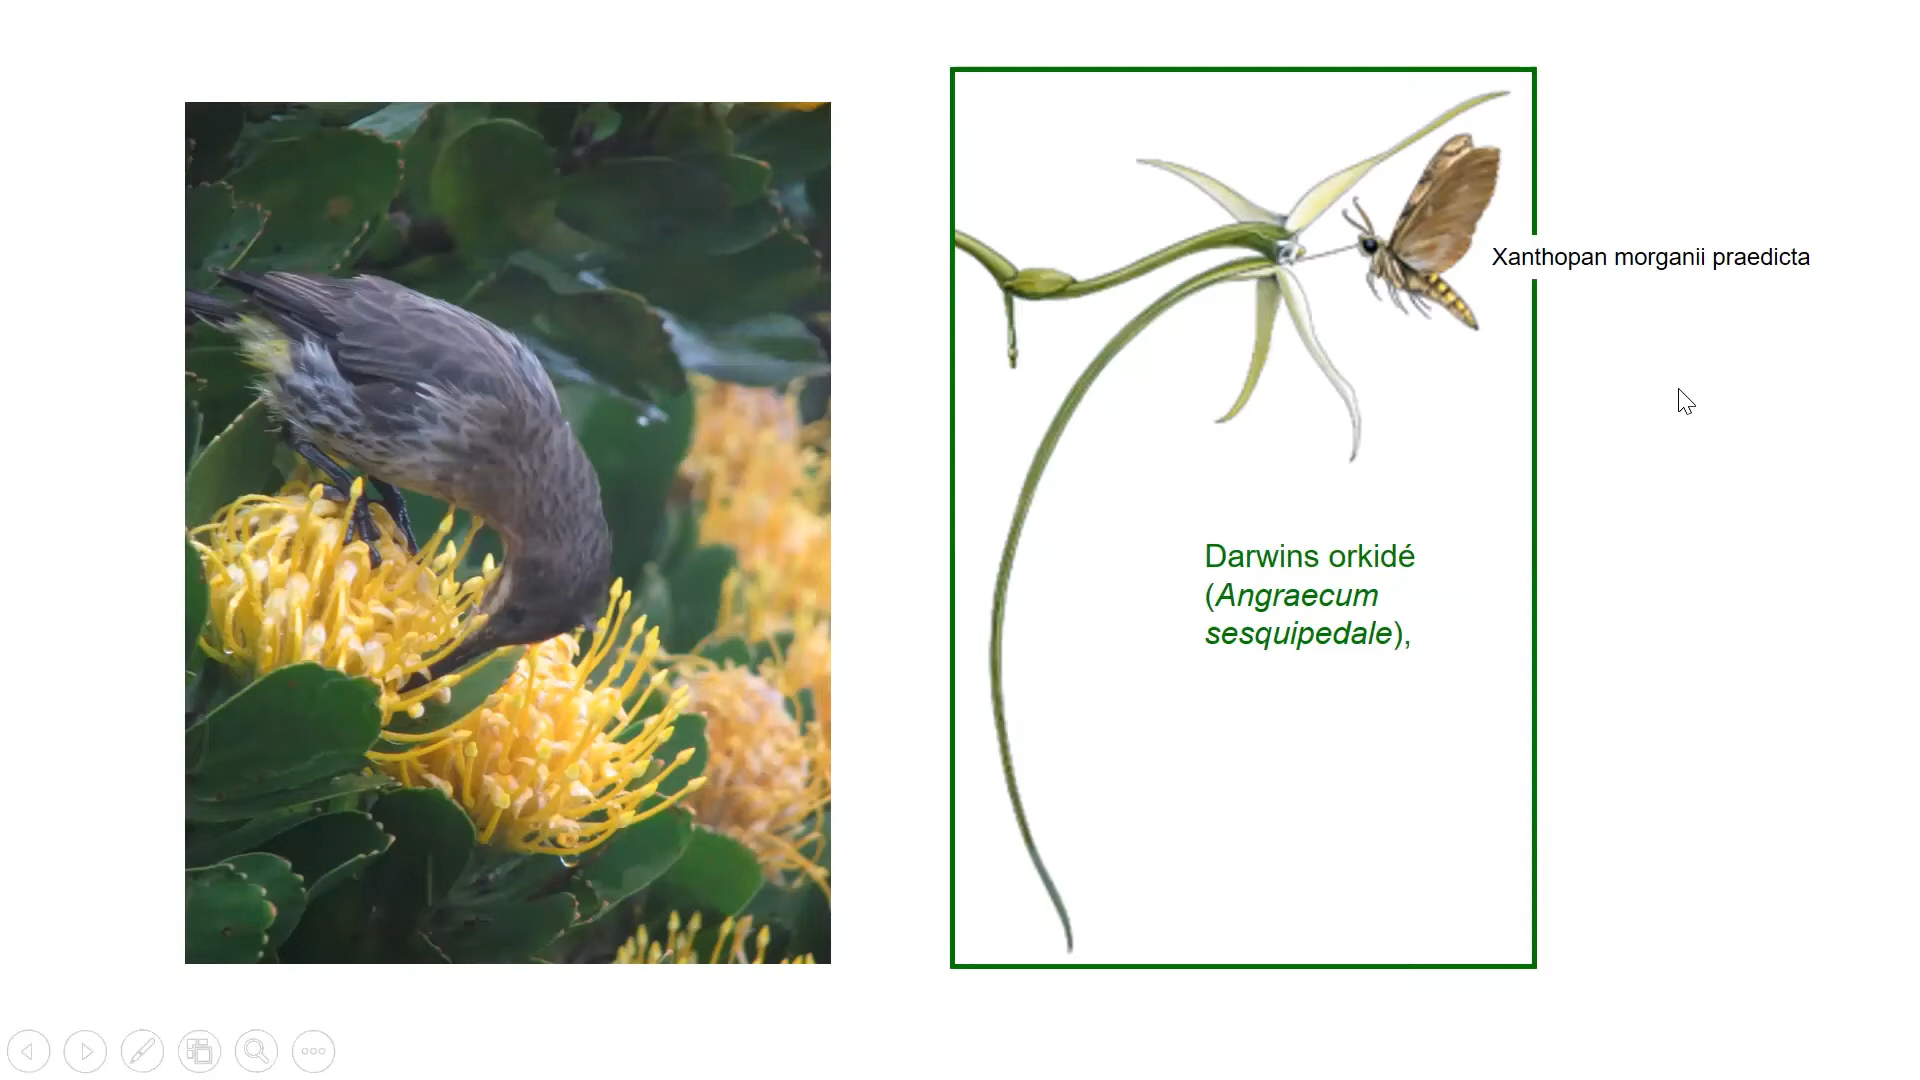 Xanthopan morganii praedicta
Darwins orkidé
(Angraecum
sesquipedale),